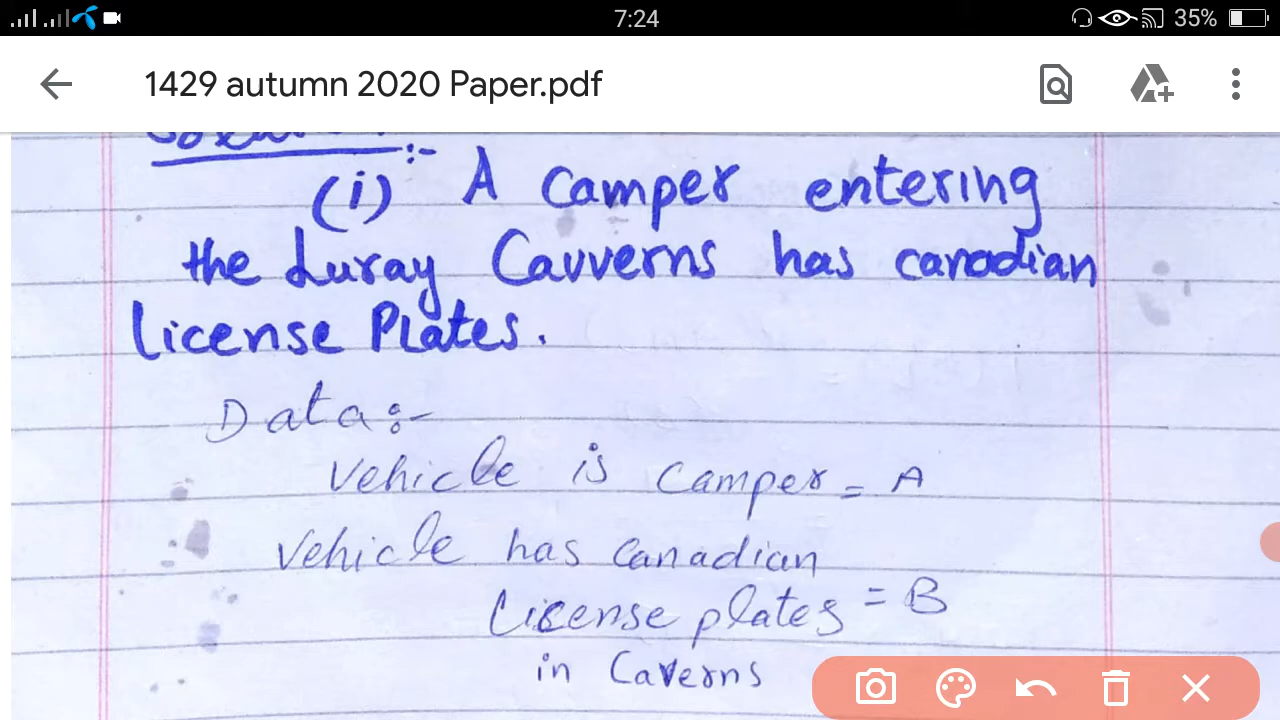 7:24
35%
1429 autumn 2020 Paper.pdf
Solution:-
(i) A Camper entering
the Luray Cavverns has canadian
License Plates.
Data:-
Vehicle is Camper = A
Vehicle has Canadian
License plates = B
in Caverns